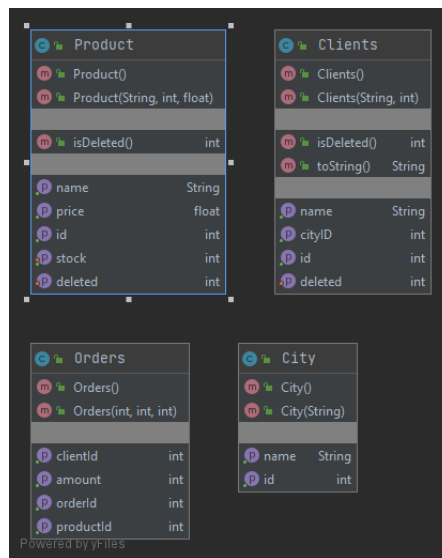 Product
Product()
Product(String, int, float)
isDeleted() int
name String
price float
id int
stock int
deleted int
Clients
Clients()
Clients(String, int)
isDeleted() int
toString() String
name String
cityID int
id int
deleted int
Orders
Orders()
Orders(int, int, int)
clientId int
amount int
orderId int
productId int
City
City()
City(String)
name String
id int
Powered by yFiles